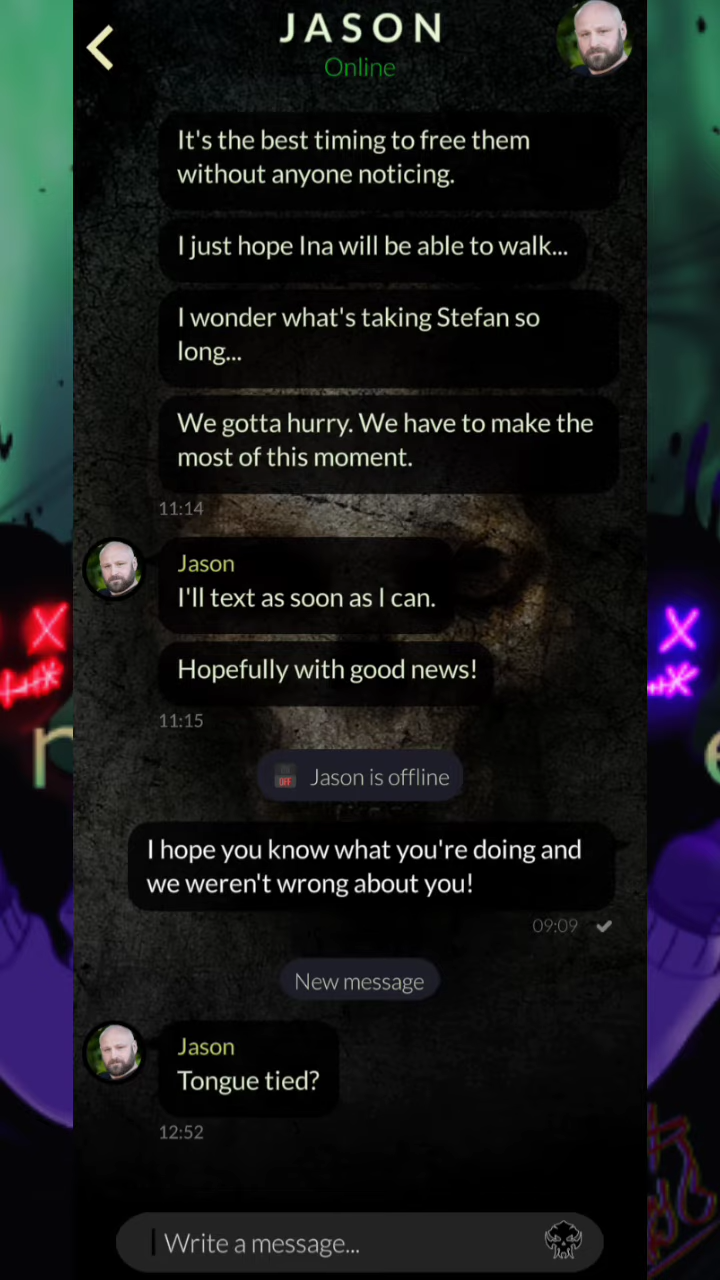 JASON
Online
It's the best timing to free them
without anyone noticing.
I just hope Ina will be able to walk...
I wonder what's taking Stefan so
long...
We gotta hurry. We have to make the
most of this moment.
11:14
Jason
I'll text as soon as I can.
Hopefully with good news!
11:15
OFF Jason is offline
I hope you know what you're doing and
we weren't wrong about you!
09:09
New message
Jason
Tongue tied?
12:52
Write a message...